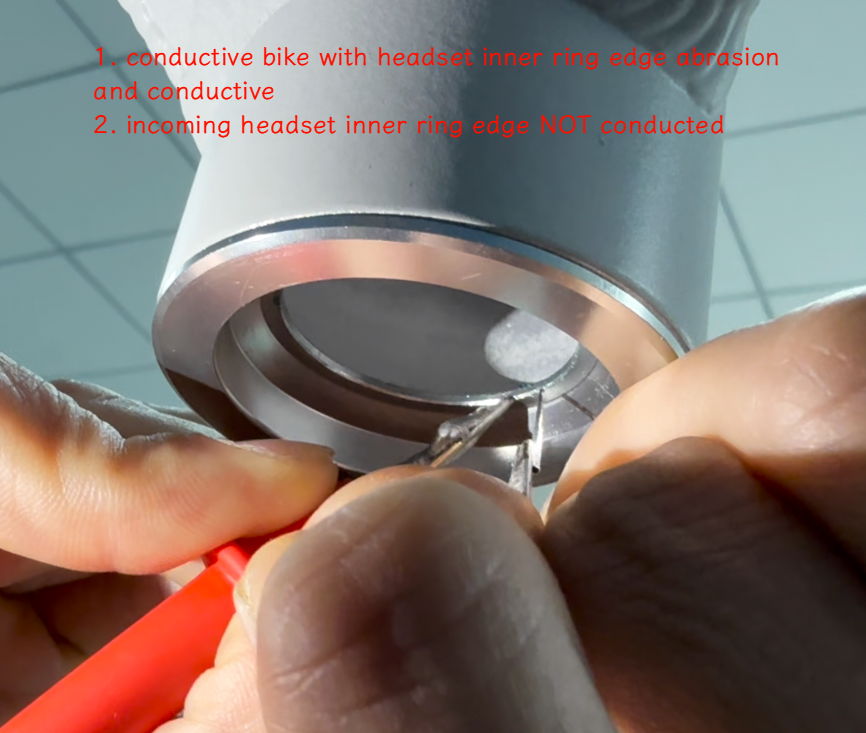 1. conductive bike with headset inner ring edge abrasion
and conductive
2. incoming headset inner ring edge NOT conducted